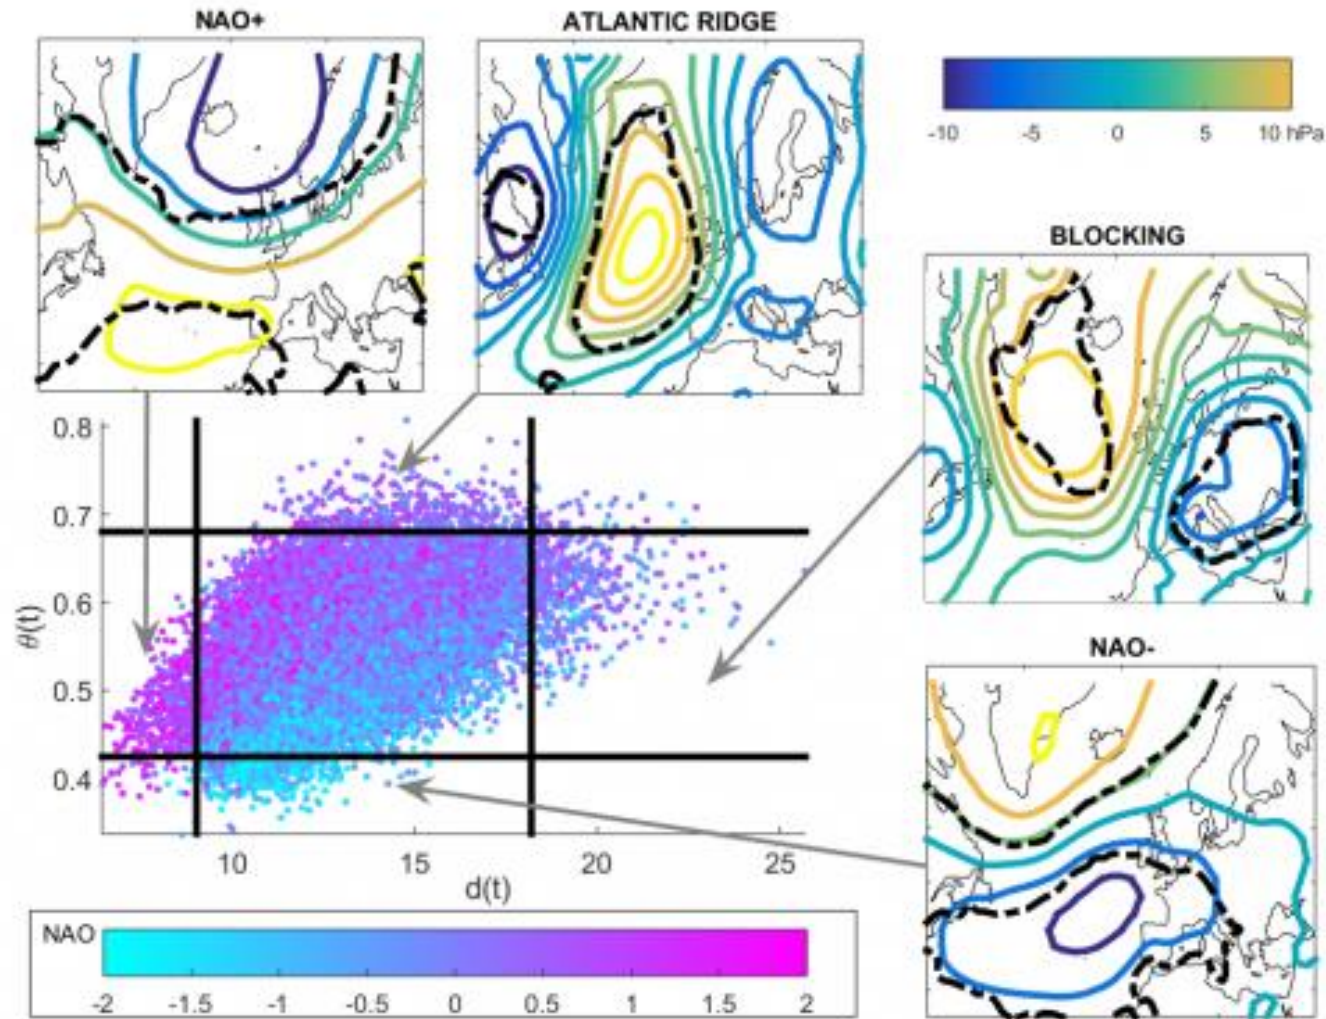 NAO+
ATLANTIC RIDGE
-10 -5 0 5 10 hPa
BLOCKING
0.8
0.7
0.6
0.5
0.4
θ(t)
10 15 20 25
d(t)
NAO-
NAO
-2 -1.5 -1 -0.5 0 0.5 1 1.5 2